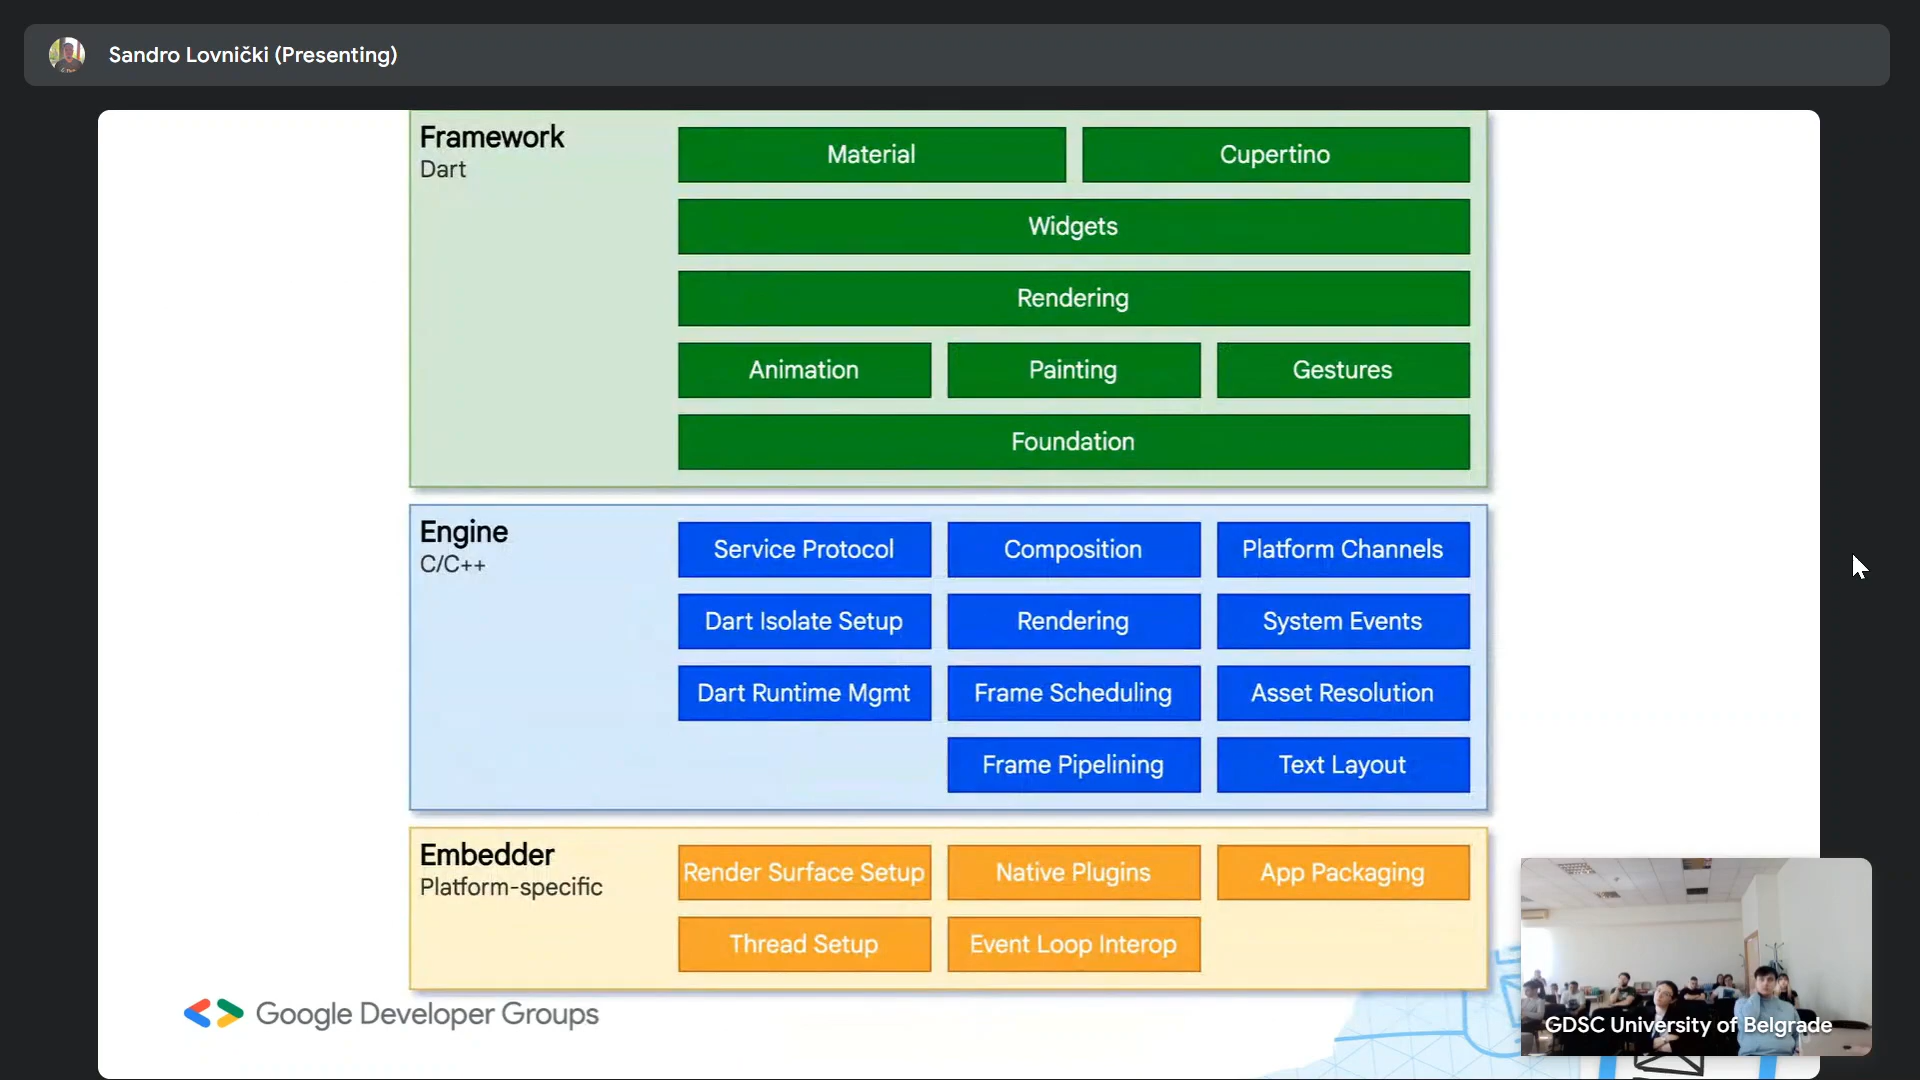 Sandro Lovnički (Presenting)
Framework
Dart
Material
Cupertino
Widgets
Rendering
Animation
Painting
Gestures
Foundation
Engine
C/C++
Service Protocol
Composition
Platform Channels
Dart Isolate Setup
Rendering
System Events
Dart Runtime Mgmt
Frame Scheduling
Asset Resolution
Frame Pipelining
Text Layout
Embedder
Platform-specific
Render Surface Setup
Native Plugins
App Packaging
Thread Setup
Event Loop Interop
Google Developer Groups
GDSC University of Belgrade